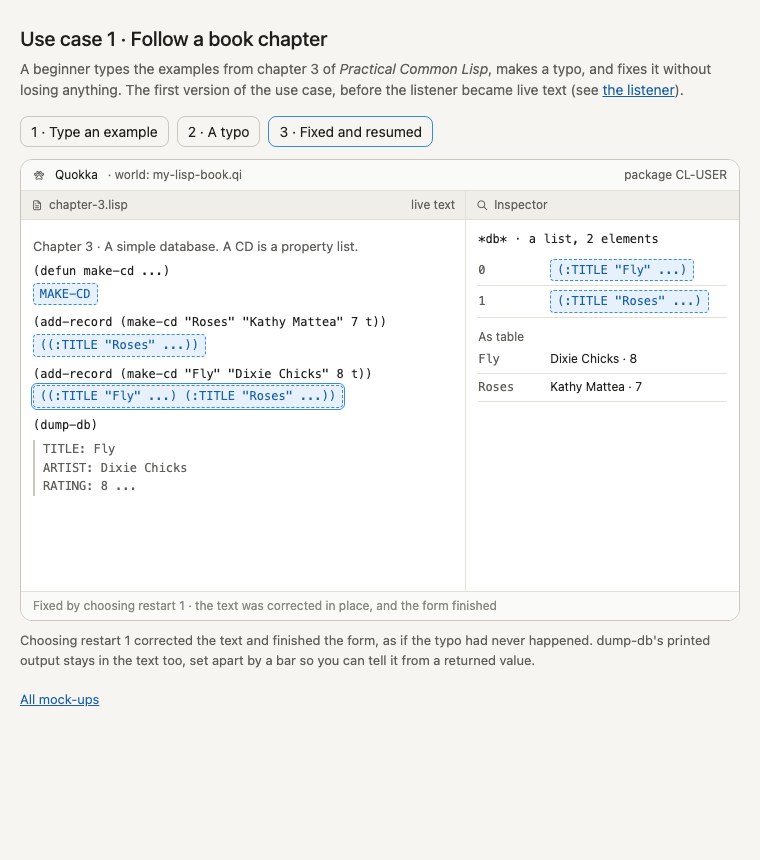 Use case 1 · Follow a book chapter
A beginner types the examples from chapter 3 of Practical Common Lisp, makes a typo, and fixes it without
losing anything. The first version of the use case, before the listener became live text (see the listener).
1 · Type an example
2 · A typo
3 · Fixed and resumed
Quokka · world: my-lisp-book.qi
package CL-USER
chapter-3.lisp
live text
Chapter 3 · A simple database. A CD is a property list.
(defun make-cd ...)
MAKE-CD
(add-record (make-cd "Roses" "Kathy Mattea" 7 t))
((:TITLE "Roses" ...))
(add-record (make-cd "Fly" "Dixie Chicks" 8 t))
((:TITLE "Fly" ...) (:TITLE "Roses" ...))
(dump-db)
TITLE: Fly
ARTIST: Dixie Chicks
RATING: 8 ...
Inspector
*db* · a list, 2 elements
0 (:TITLE "Fly" ...)
1 (:TITLE "Roses" ...)
As table
Fly Dixie Chicks · 8
Roses Kathy Mattea · 7
Fixed by choosing restart 1 · the text was corrected in place, and the form finished
Choosing restart 1 corrected the text and finished the form, as if the typo had never happened. dump-db's printed
output stays in the text too, set apart by a bar so you can tell it from a returned value.
All mock-ups